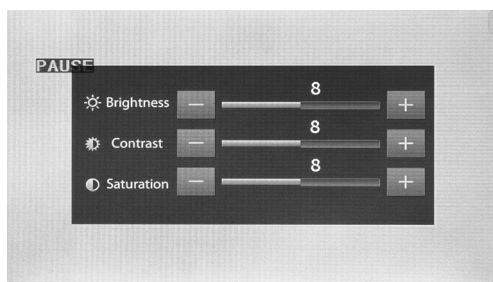 PAUSE
8
Brightness − +
8
Contrast − +
8
Saturation − +